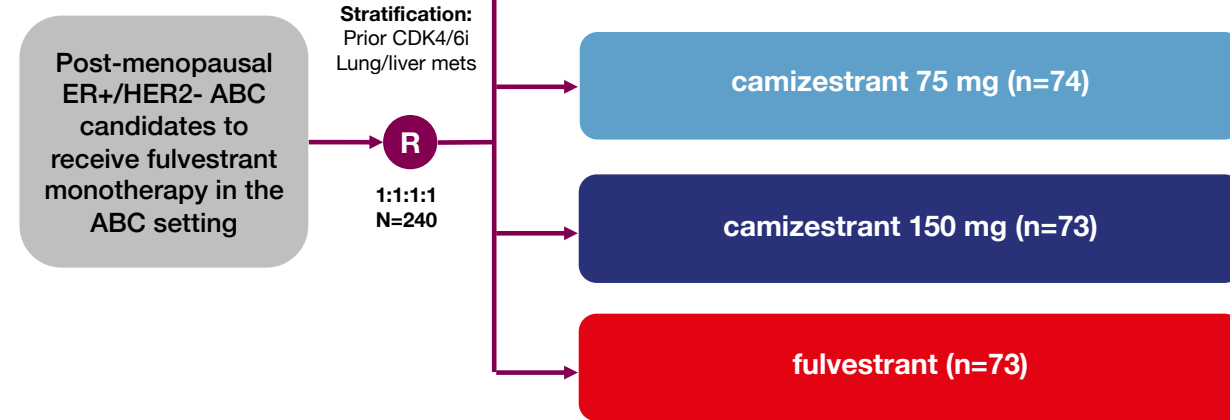 Post-menopausal
ER+/HER2- ABC
candidates to
receive fulvestrant
monotherapy in the
ABC setting
Stratification:
Prior CDK4/6i
Lung/liver mets
R
1:1:1:1
N=240
camizestrant 75 mg (n=74)
camizestrant 150 mg (n=73)
fulvestrant (n=73)